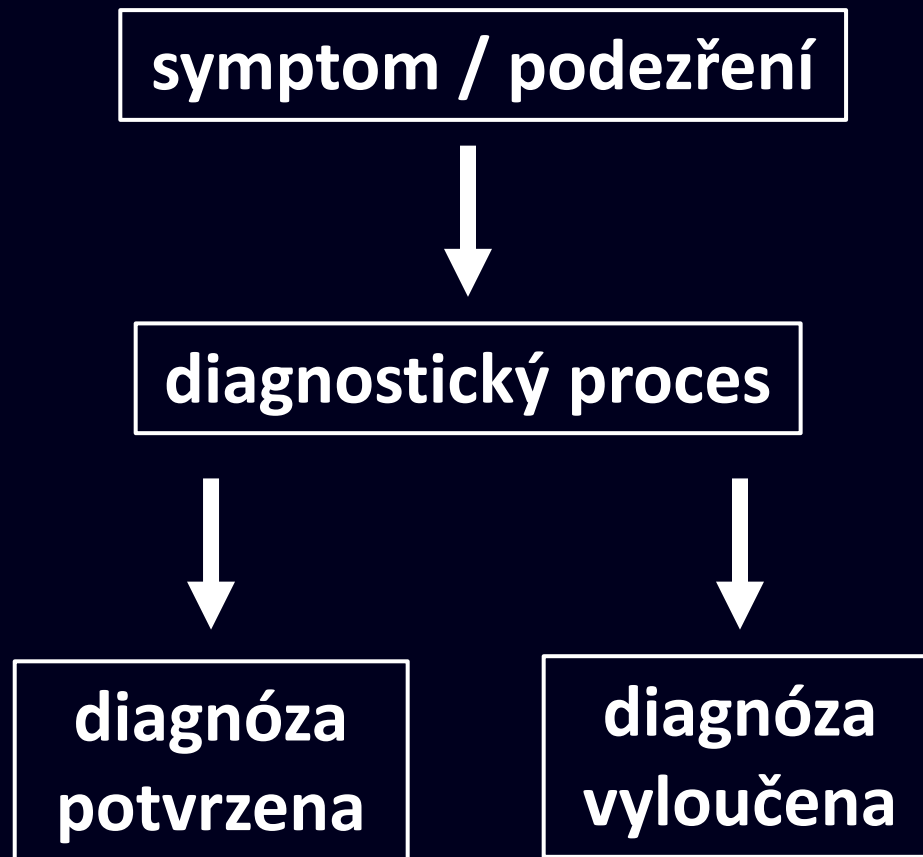 symptom / podezření
diagnostický proces
diagnóza
potvrzena
diagnóza
vyloučena